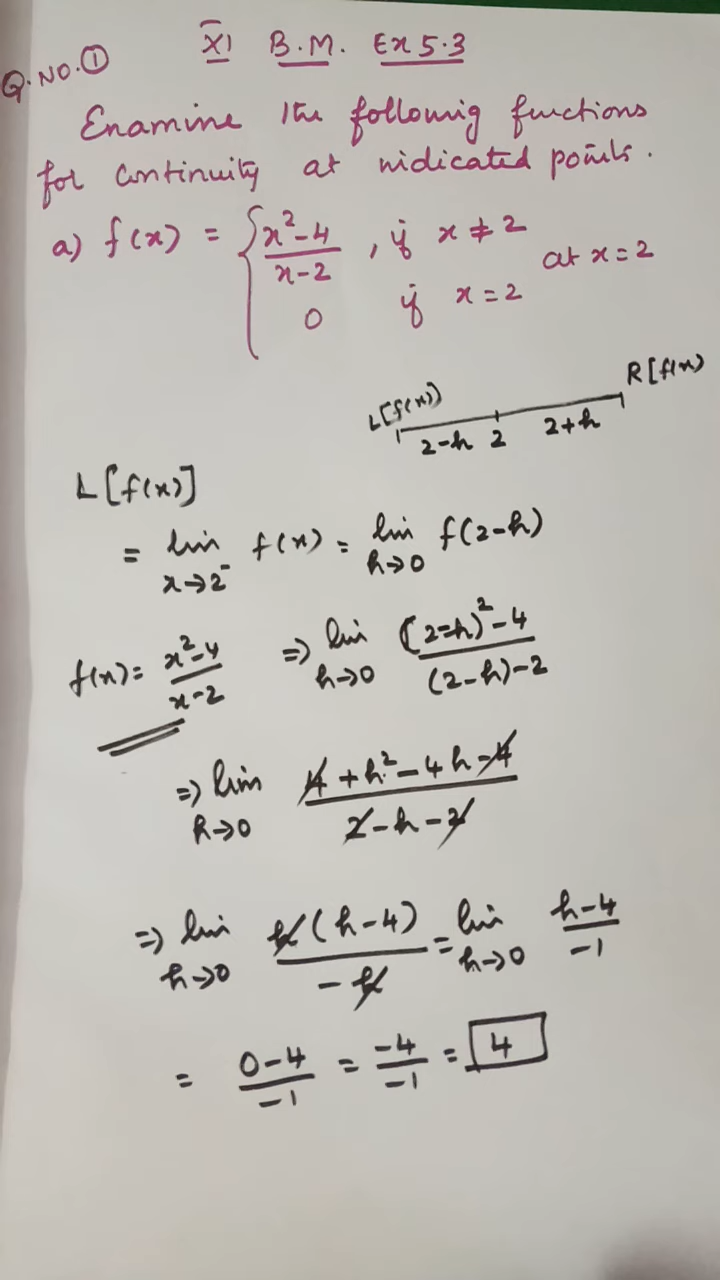 XI B.M. Ex 5.3
Q.NO.①
Examine the following functions
for continuity at indicated points.
a) f(x) = { x²-4 / x-2 , if x ≠ 2
0 if x = 2 at x = 2
L[f(x)] R[f(x)
2-h 2 2+h
L[f(x)]
= lim x→2⁻ f(x) = lim h→0 f(2-h)
f(x) = x²-4 / x-2 ⇒ lim h→0 (2-h)²-4 / (2-h)-2
⇒ lim h→0 4+h²-4h-4 / 2-h-2
⇒ lim h→0 h(h-4) / -h = lim h→0 h-4 / -1
= 0-4 / -1 = -4 / -1 = 4